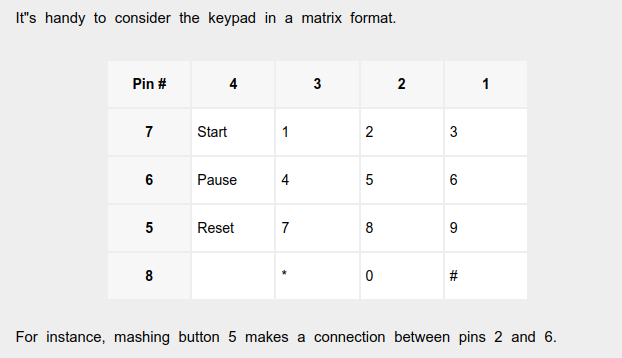 It"s handy to consider the keypad in a matrix format.
Pin # 4 3 2 1
7 Start 1 2 3
6 Pause 4 5 6
5 Reset 7 8 9
8 * 0 #
For instance, mashing button 5 makes a connection between pins 2 and 6.